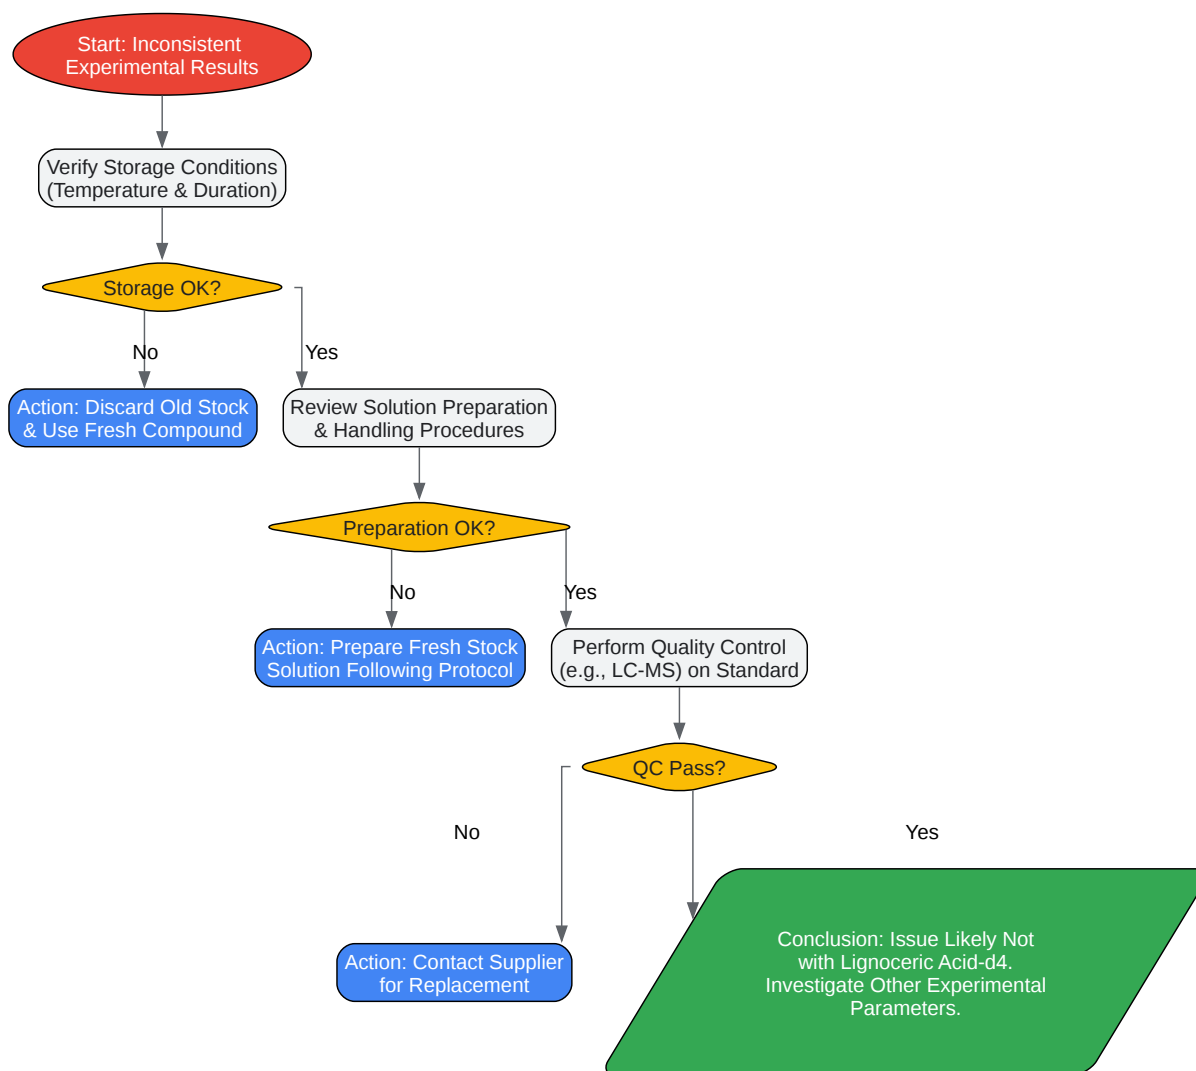 Start: Inconsistent
Experimental Results
Verify Storage Conditions
(Temperature & Duration)
Storage OK?
No
Yes
Action: Discard Old Stock
& Use Fresh Compound
Review Solution Preparation
& Handling Procedures
Preparation OK?
No
Yes
Action: Prepare Fresh Stock
Solution Following Protocol
Perform Quality Control
(e.g., LC-MS) on Standard
QC Pass?
No
Yes
Action: Contact Supplier
for Replacement
Conclusion: Issue Likely Not
with Lignoceric Acid-d4.
Investigate Other Experimental
Parameters.